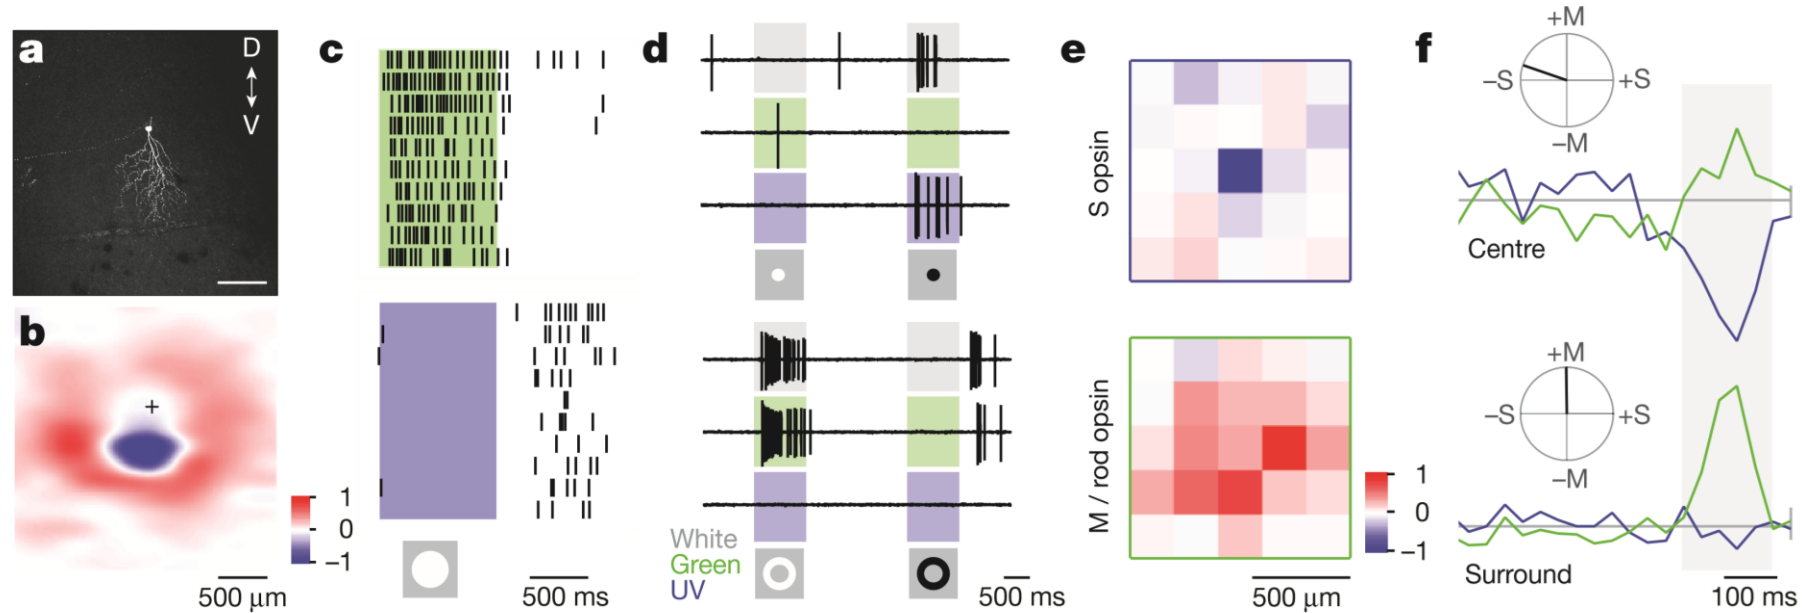 a
D
V
b
1
0
−1
500 μm
c
500 ms
d
White
Green
UV
500 ms
e
S opsin
M / rod opsin
1
0
−1
500 μm
f
+M
−S
+S
−M
Centre
+M
−S
+S
−M
Surround
100 ms